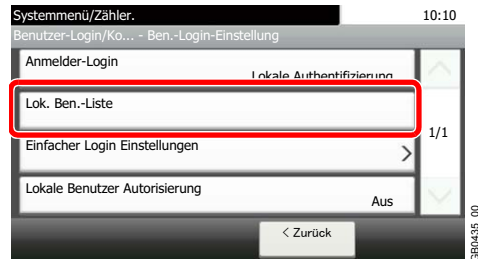 Systemmenü/Zähler.
10:10
Benutzer-Login/Ko... - Ben.-Login-Einstellung
Anmelder-Login
Lokale Authentifizierung
Lok. Ben.-Liste
1/1
Einfacher Login Einstellungen
Lokale Benutzer Autorisierung
Aus
< Zurück
GB0435_00